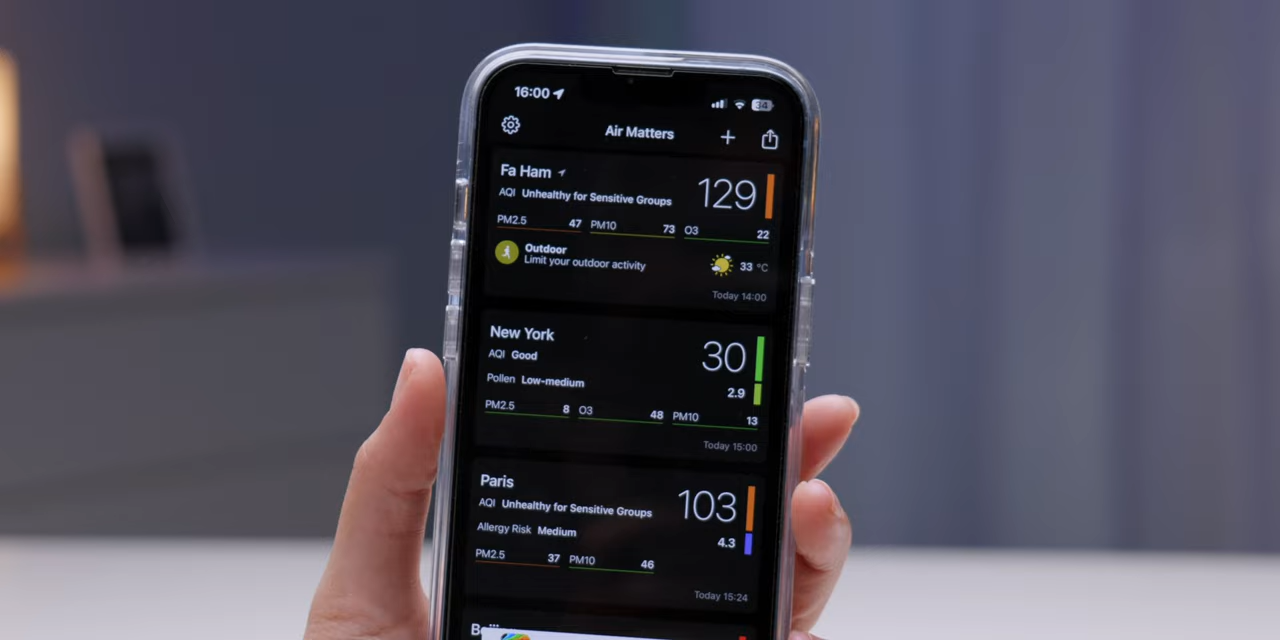 16:00 34
Air Matters
Fa Ham
129
AQI Unhealthy for Sensitive Groups
PM2.5 47 PM10 73 O3 22
Outdoor
Limit your outdoor activity
33 °C
Today 14:00
New York
30
AQI Good
Pollen Low-medium
2.9
PM2.5 8 O3 48 PM10 13
Today 15:00
Paris
103
AQI Unhealthy for Sensitive Groups
Allergy Risk Medium
4.3
PM2.5 37 PM10 46
Today 15:24